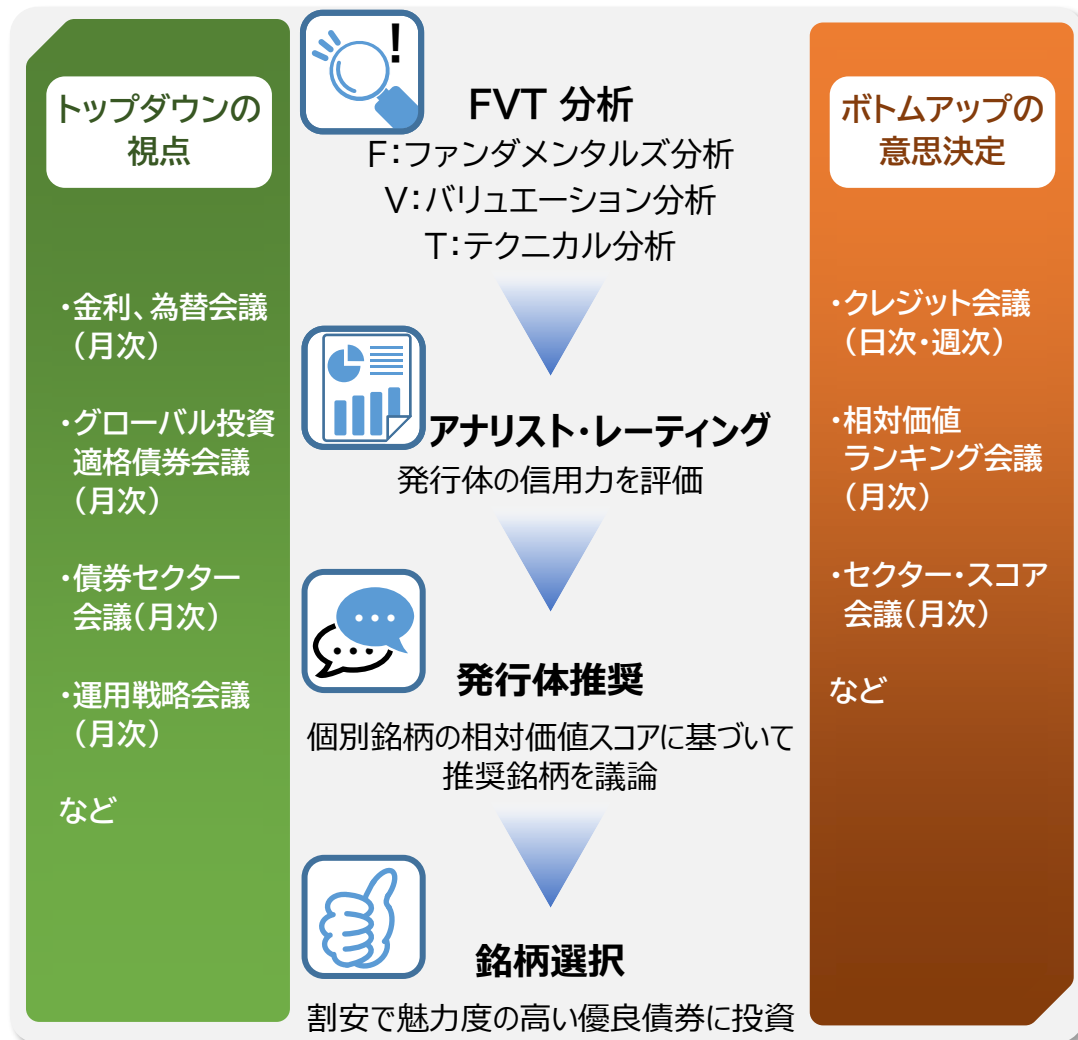 トップダウンの
視点
・金利、為替会議
(月次)
・グローバル投資
適格債券会議
(月次)
・債券セクター
会議(月次)
・運用戦略会議
(月次)
など
!
FVT 分析
F:ファンダメンタルズ分析
V:バリュエーション分析
T:テクニカル分析
アナリスト・レーティング
発行体の信用力を評価
発行体推奨
個別銘柄の相対価値スコアに基づいて
推奨銘柄を議論
銘柄選択
割安で魅力度の高い優良債券に投資
ボトムアップの
意思決定
・クレジット会議
(日次・週次)
・相対価値
ランキング会議
(月次)
・セクター・スコア
会議(月次)
など